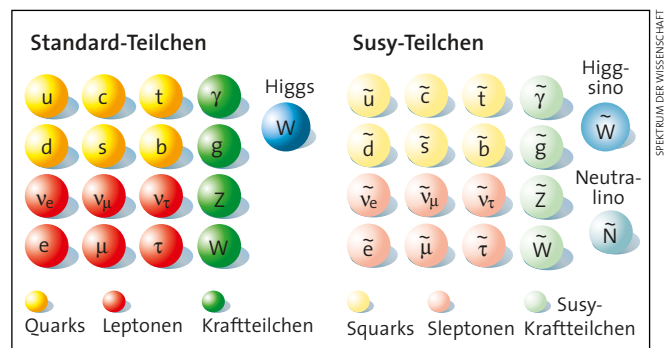 Standard-Teilchen
u c t γ
Higgs
W
d s b g
νe νμ ντ Z
e μ τ W
Quarks Leptonen Kraftteilchen
Susy-Teilchen
ũ c̃ t̃ γ̃
Higg-
sino
W̃
d̃ s̃ b̃ g̃
ν̃e ν̃μ ν̃τ Z̃
Neutra-
lino
Ñ
ẽ μ̃ τ̃ W̃
Squarks Sleptonen Susy-
Kraftteilchen
SPEKTRUM DER WISSENSCHAFT